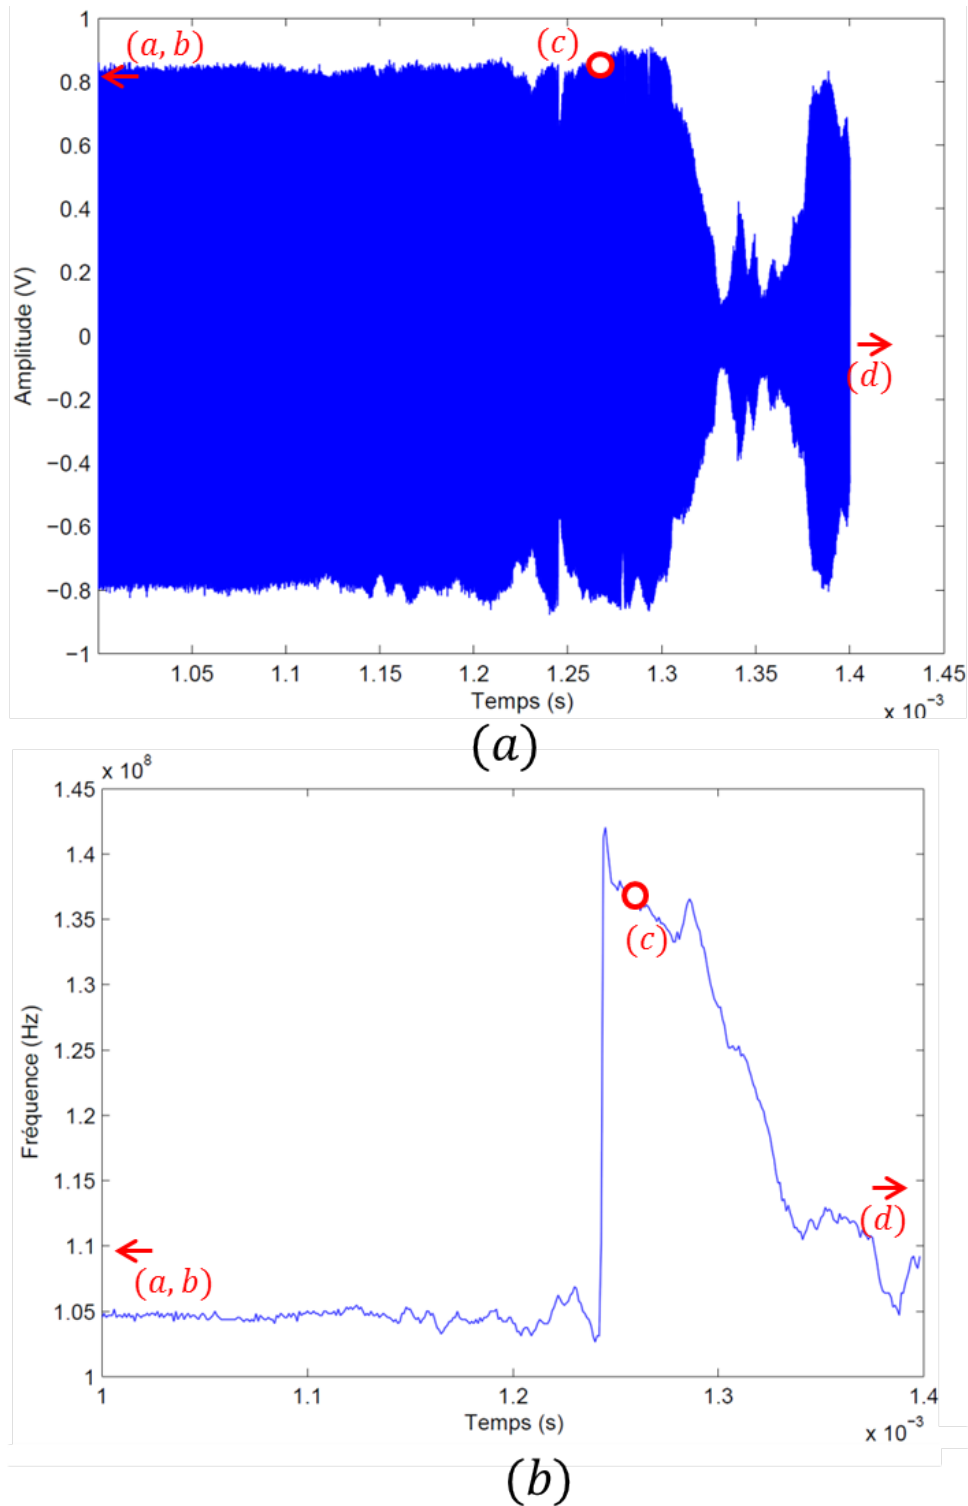 1
(a, b)
(c)
0.8
0.6
0.4
0.2
0
−0.2
(d)
−0.4
−0.6
−0.8
−1
Amplitude (V)
1.05 1.1 1.15 1.2 1.25 1.3 1.35 1.4 1.45
Temps (s)
x 10⁻³
(a)
x 10⁸
1.45
1.4
1.35
(c)
1.3
1.25
1.2
1.15
(d)
1.1
(a, b)
1.05
1
Fréquence (Hz)
1 1.1 1.2 1.3 1.4
Temps (s)
x 10⁻³
(b)